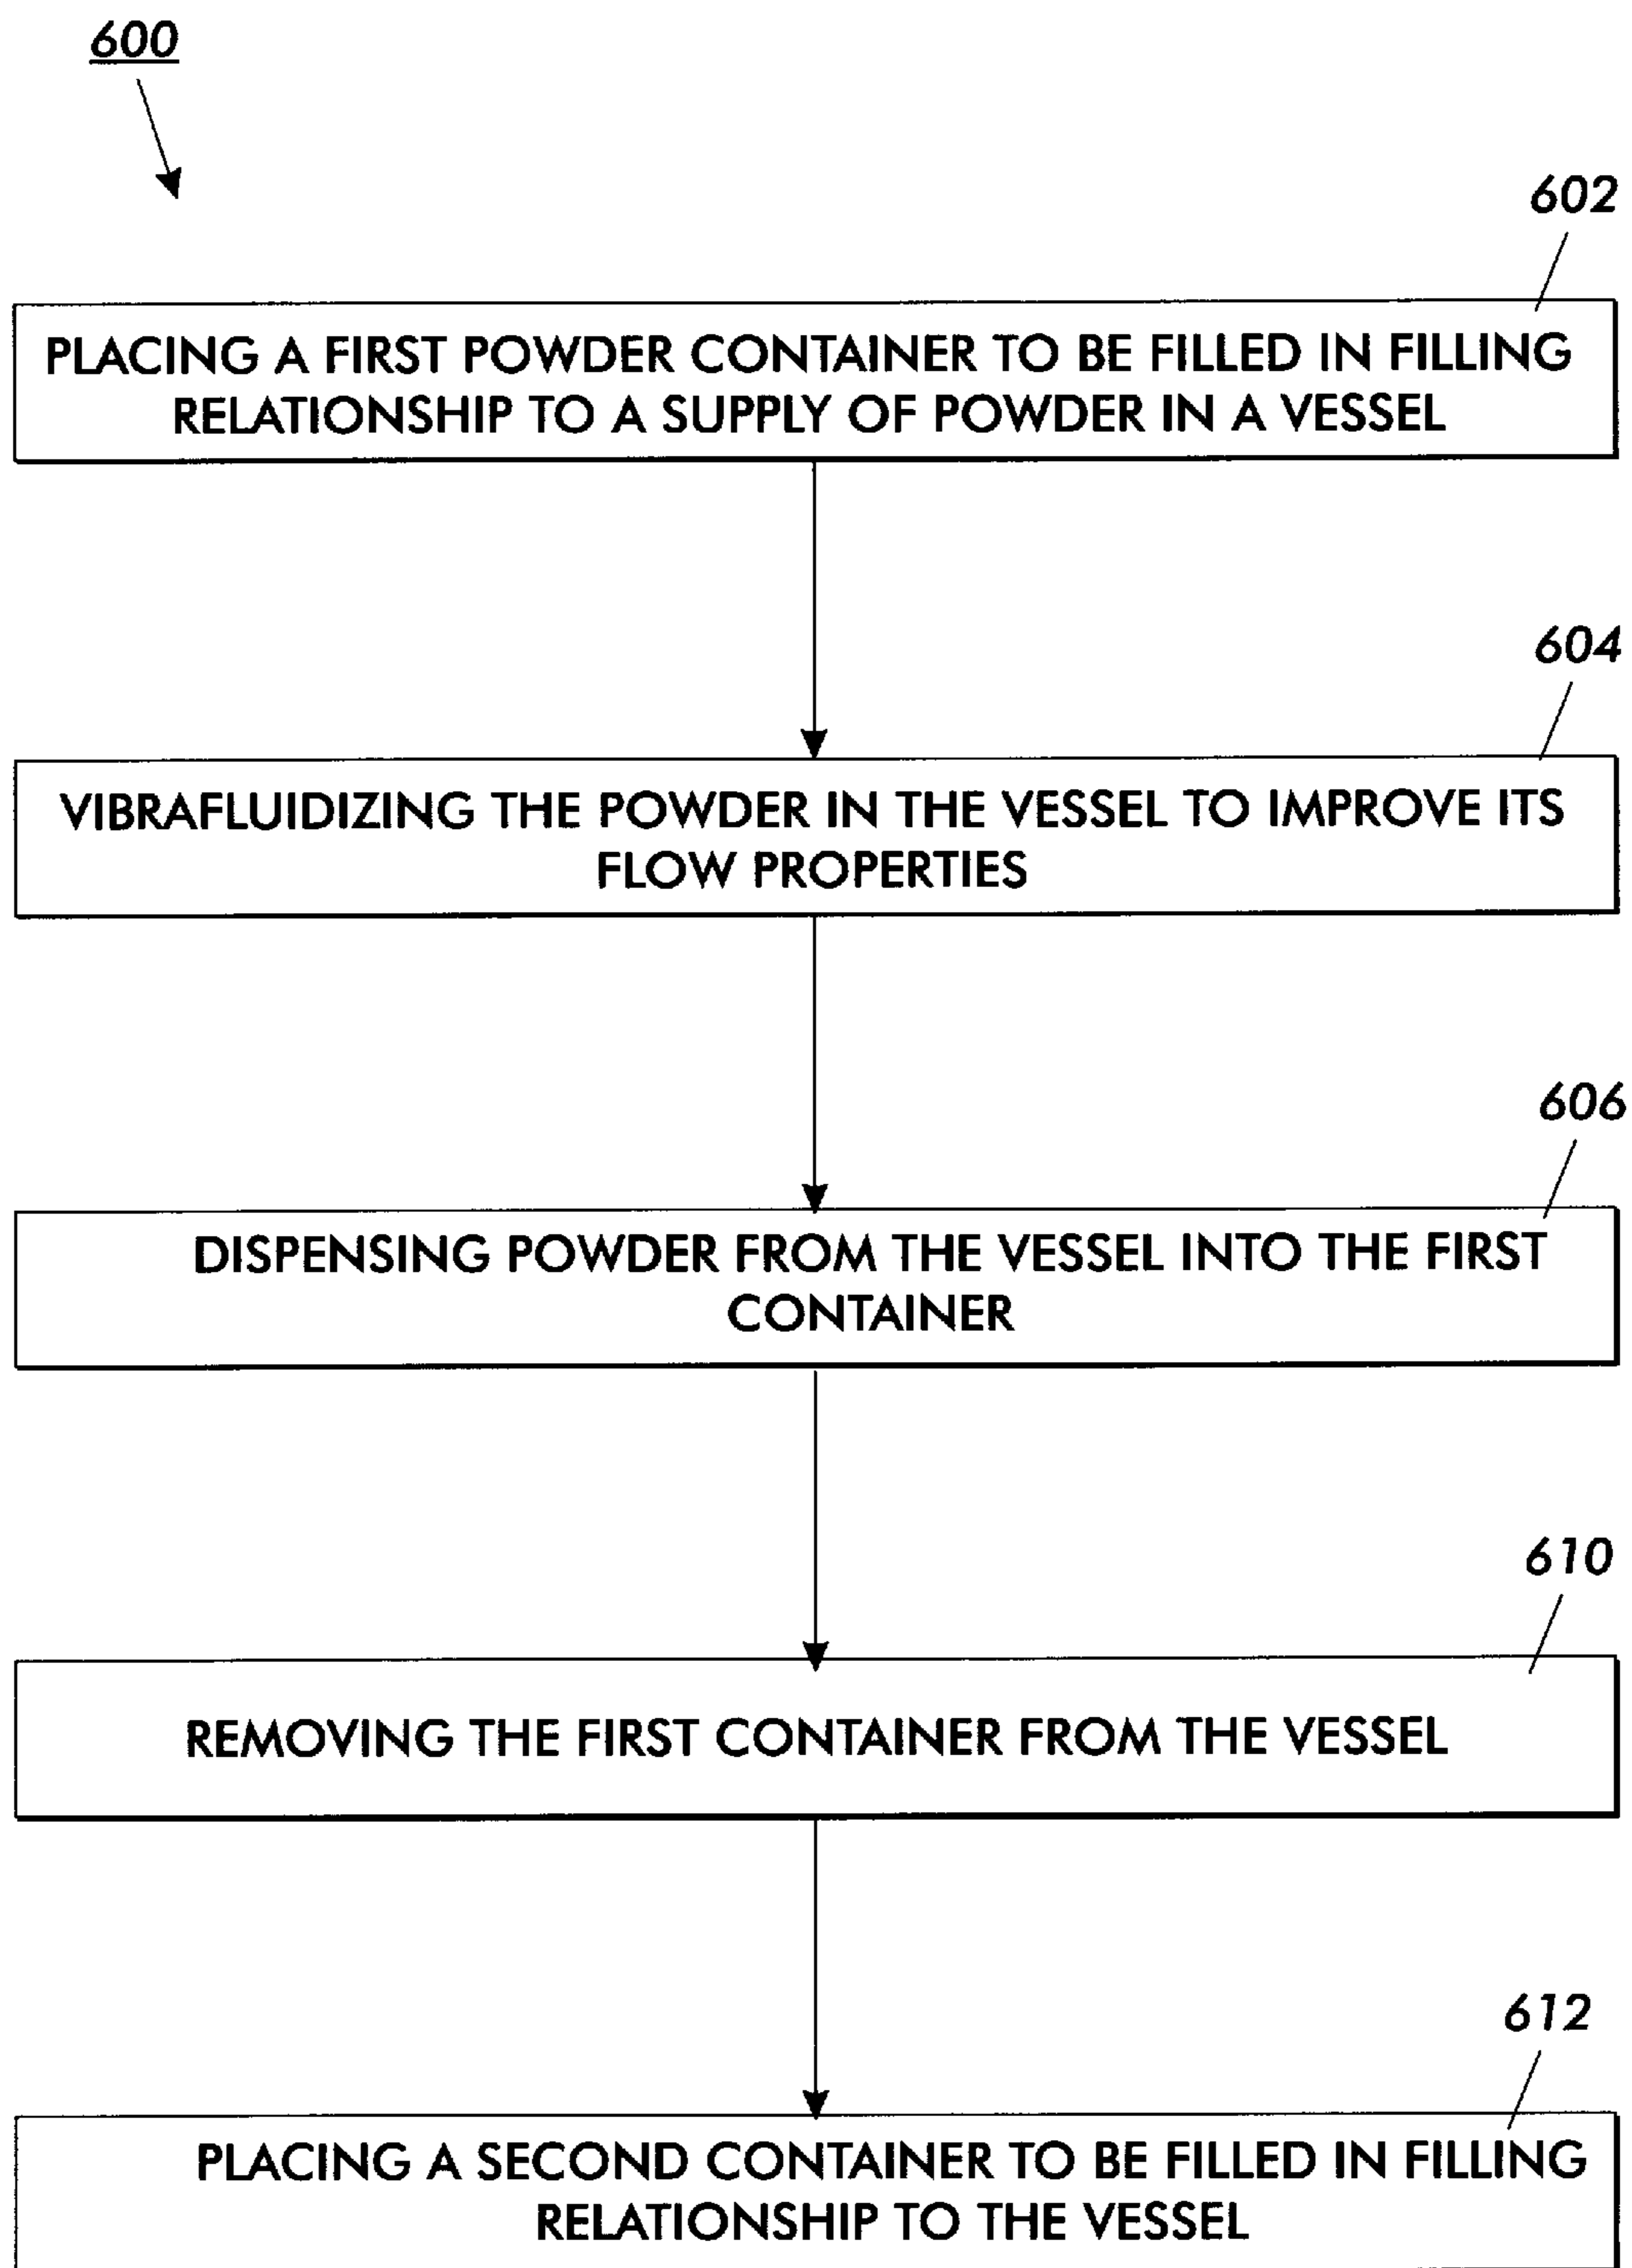 600
602
PLACING A FIRST POWDER CONTAINER TO BE FILLED IN FILLING
RELATIONSHIP TO A SUPPLY OF POWDER IN A VESSEL
604
VIBRAFLUIDIZING THE POWDER IN THE VESSEL TO IMPROVE ITS
FLOW PROPERTIES
606
DISPENSING POWDER FROM THE VESSEL INTO THE FIRST
CONTAINER
610
REMOVING THE FIRST CONTAINER FROM THE VESSEL
612
PLACING A SECOND CONTAINER TO BE FILLED IN FILLING
RELATIONSHIP TO THE VESSEL